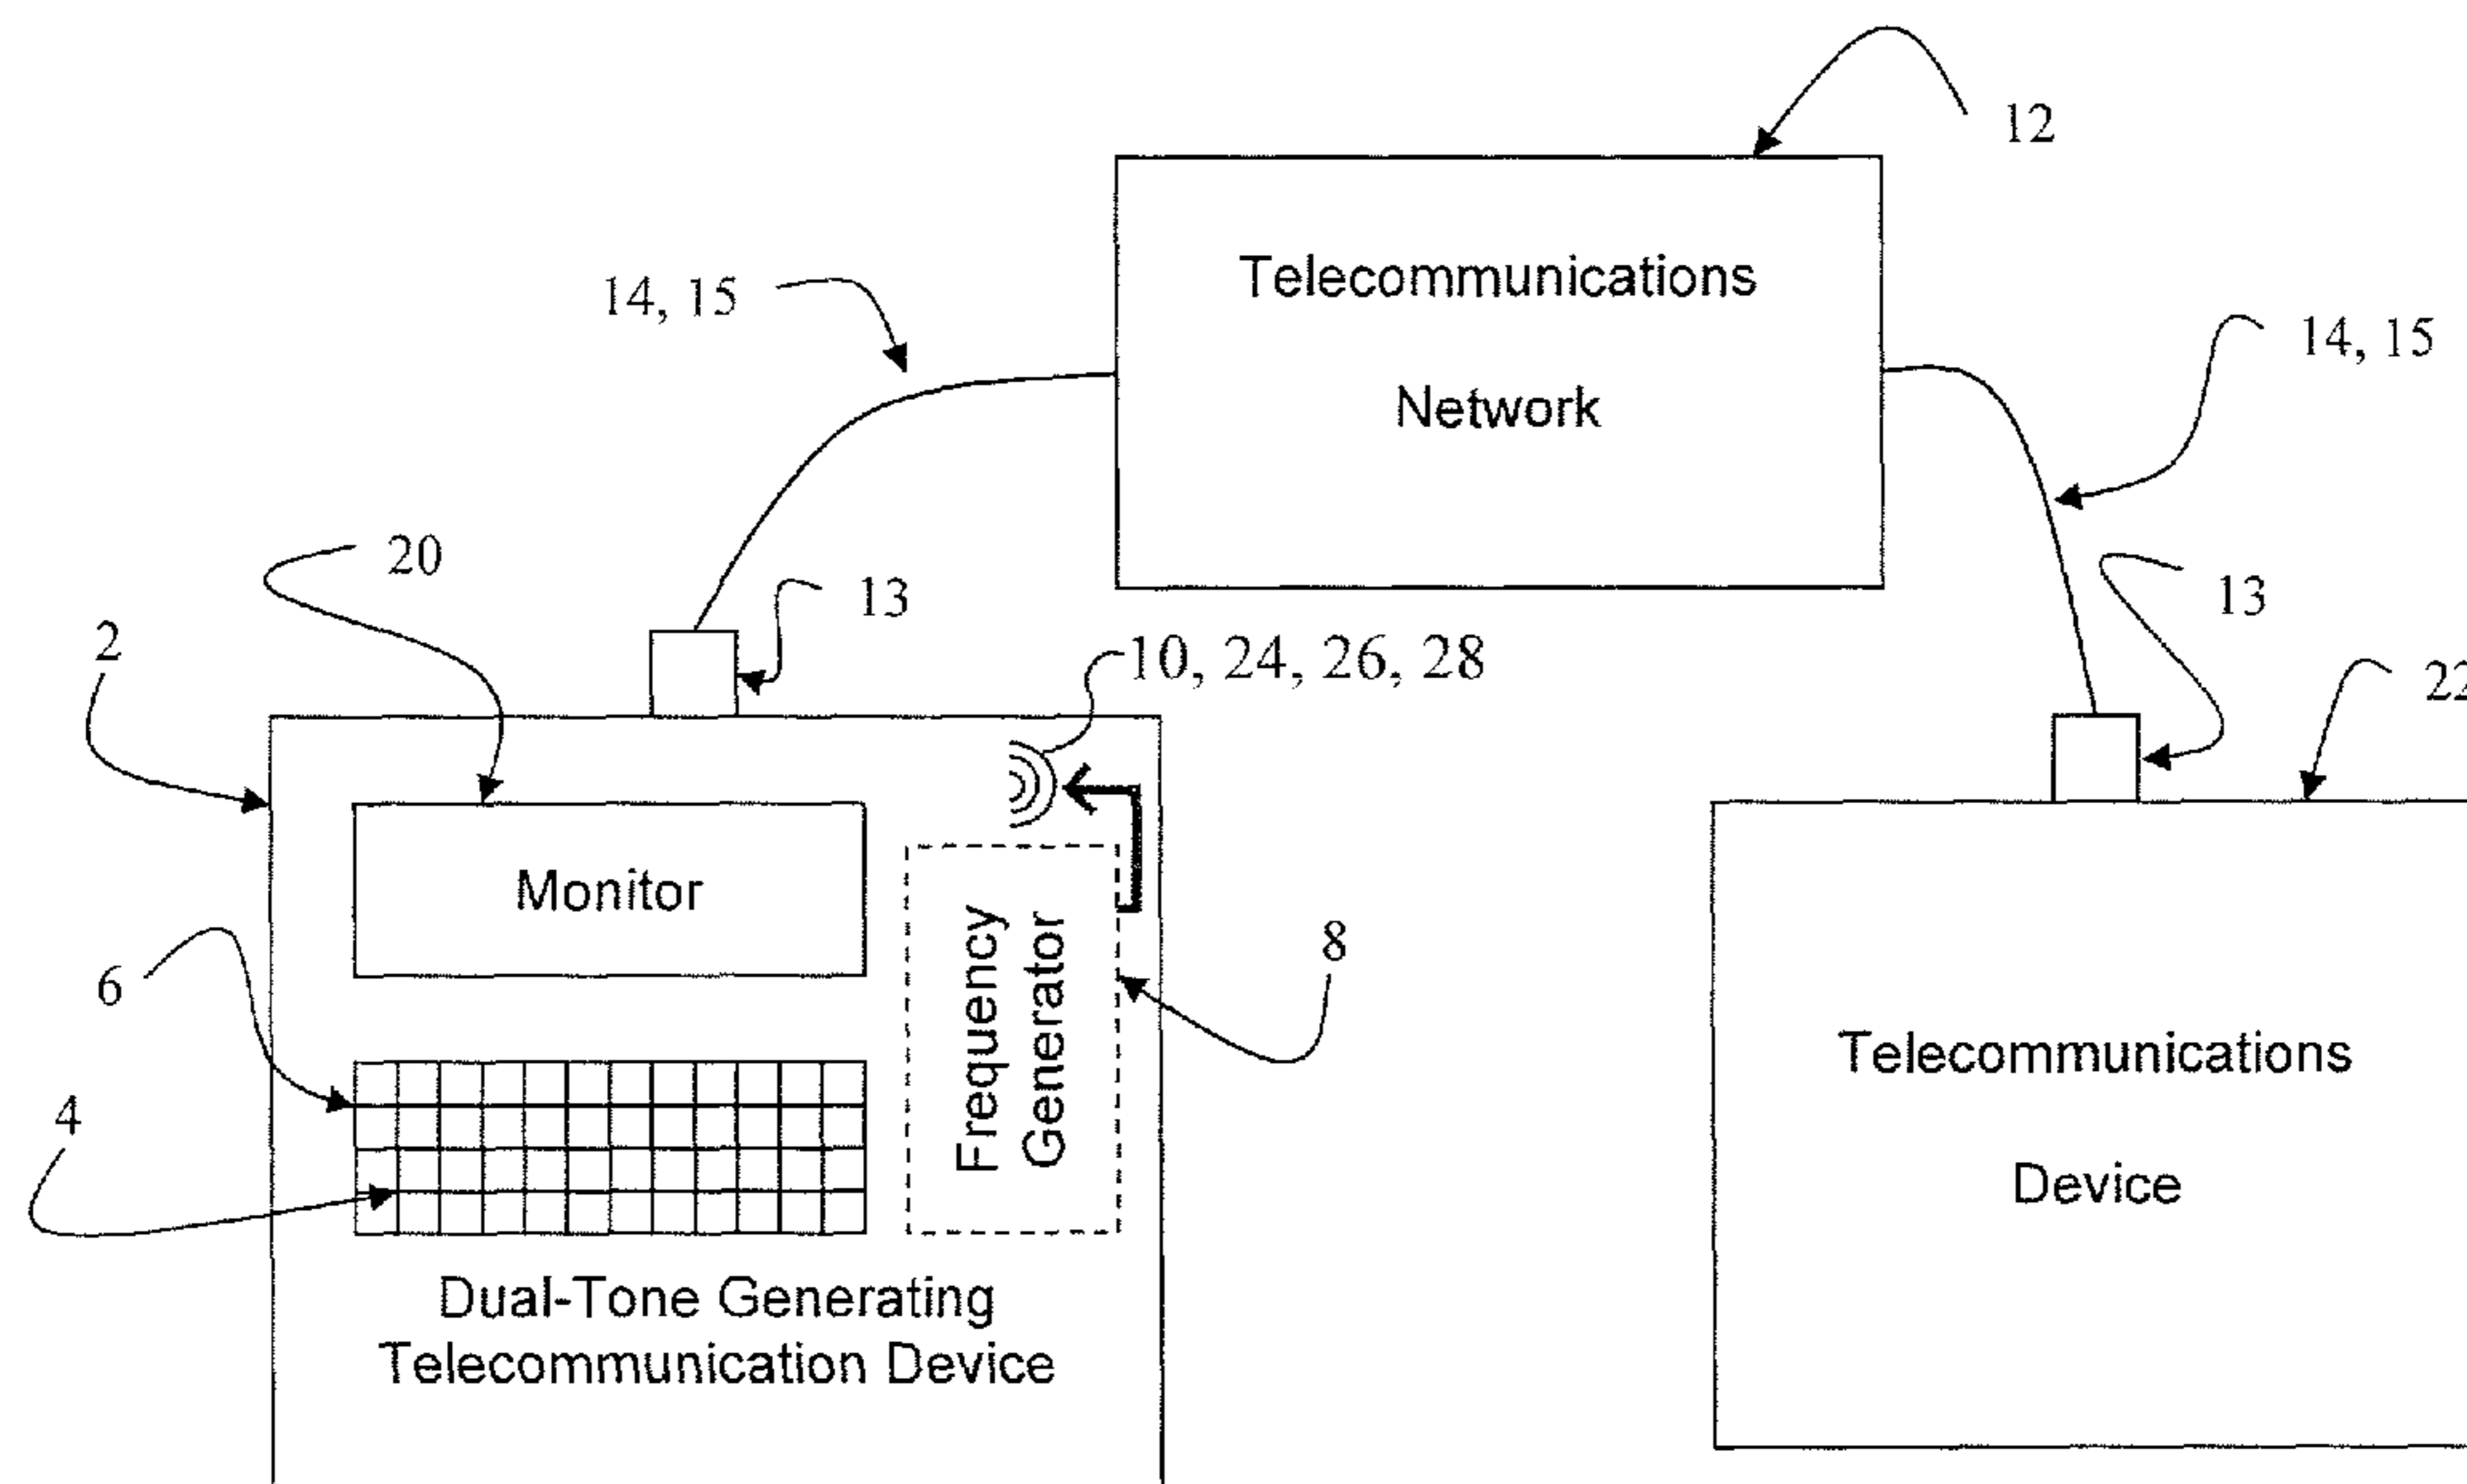 12
Telecommunications
Network
14, 15
14, 15
20
13
13
2
10, 24, 26, 28
22
Monitor
6
8
Frequency
Generator
4
Telecommunications
Device
Dual-Tone Generating
Telecommunication Device